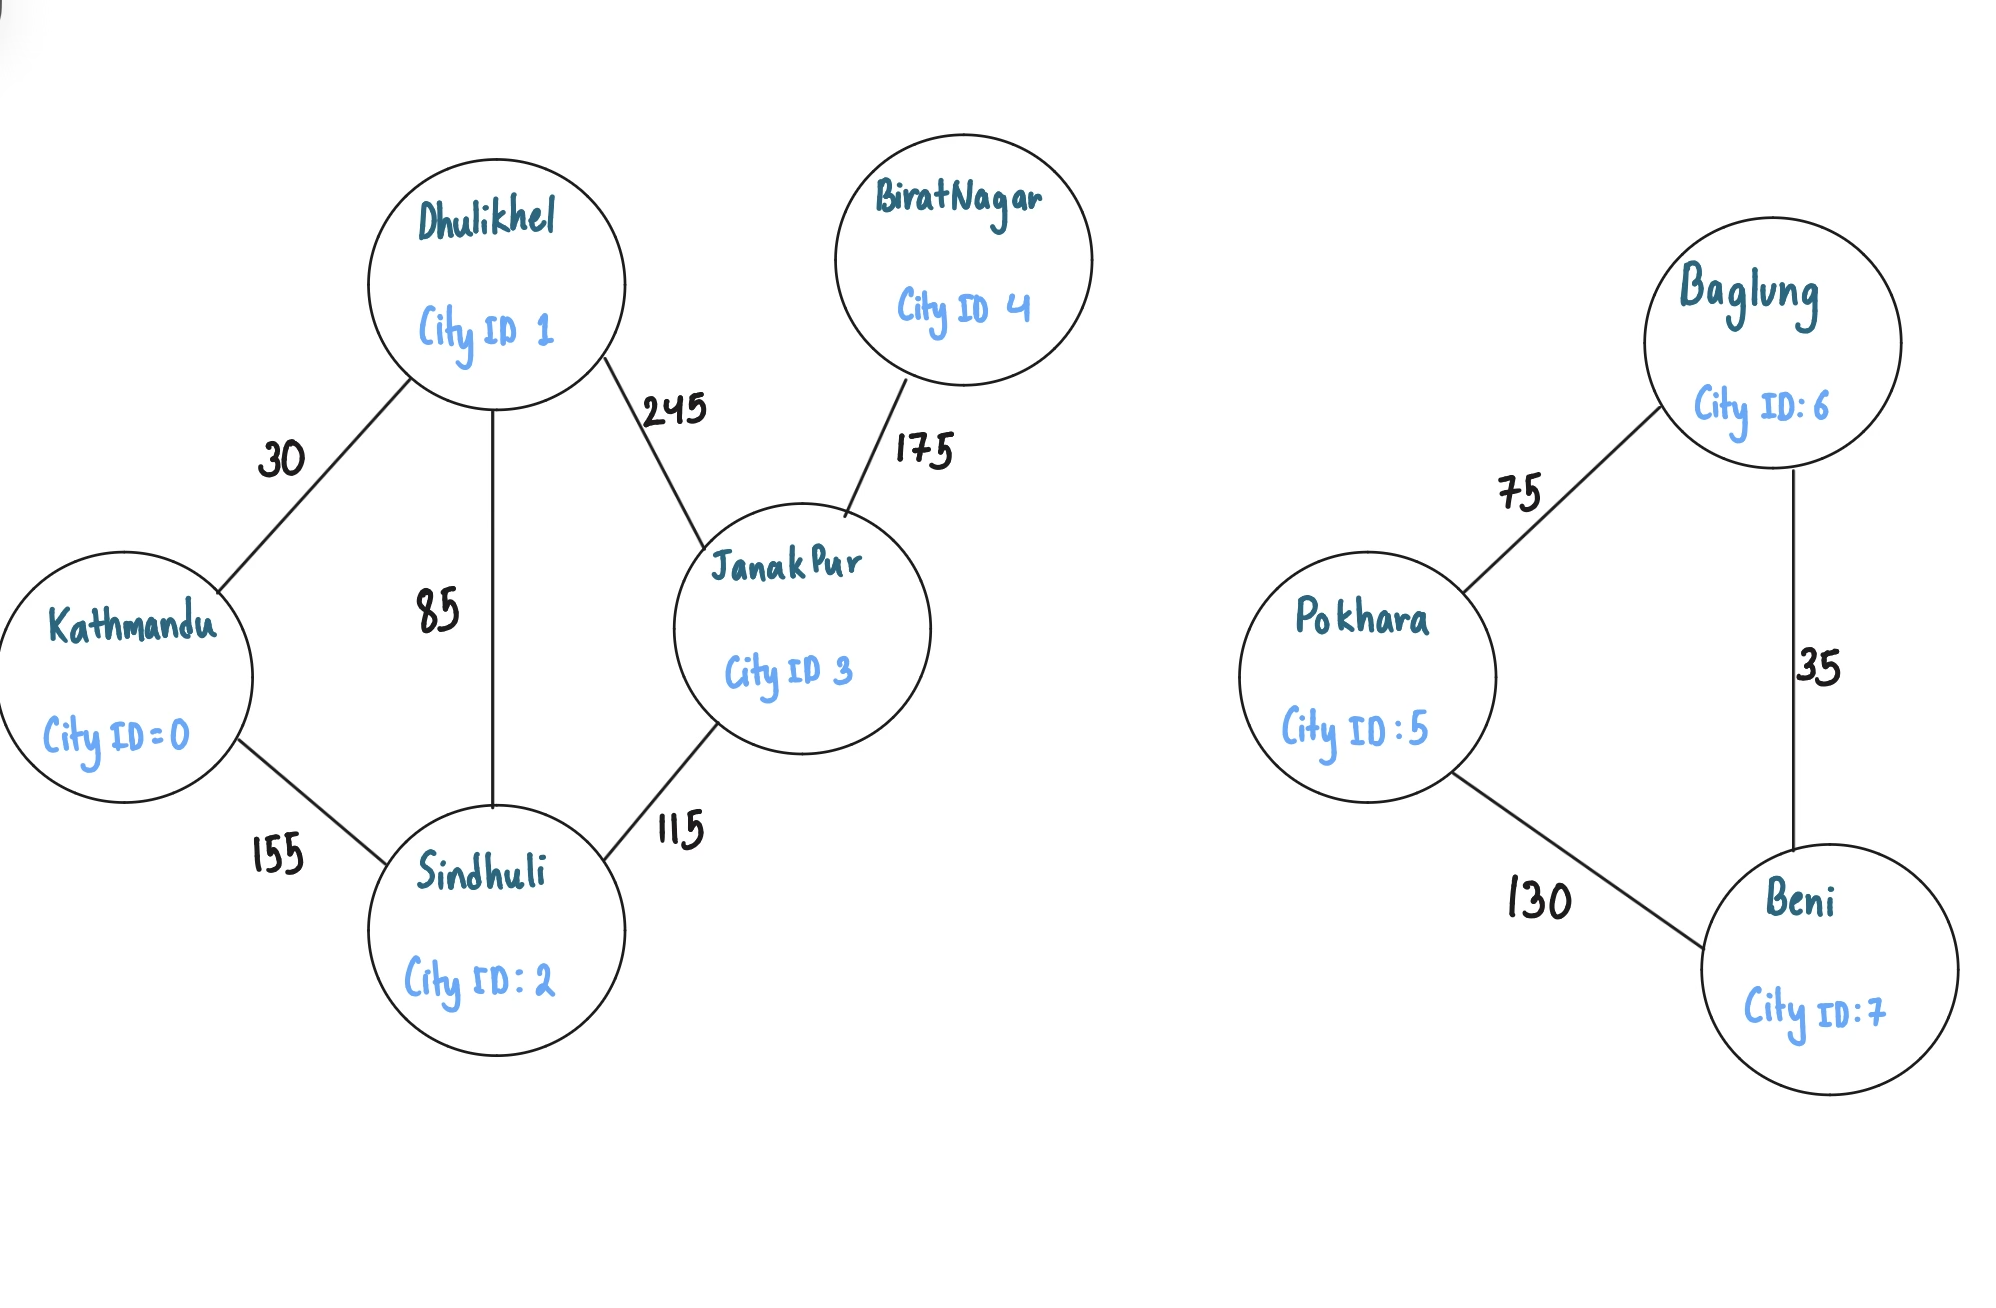 Dhulikhel
City ID 1
BiratNagar
City ID 4
Baglung
City ID: 6
245
30
175
75
85
JanakPur
City ID 3
Kathmandu
City ID=0
Pokhara
City ID:5
35
155
115
Sindhuli
City ID: 2
130
Beni
City ID:7